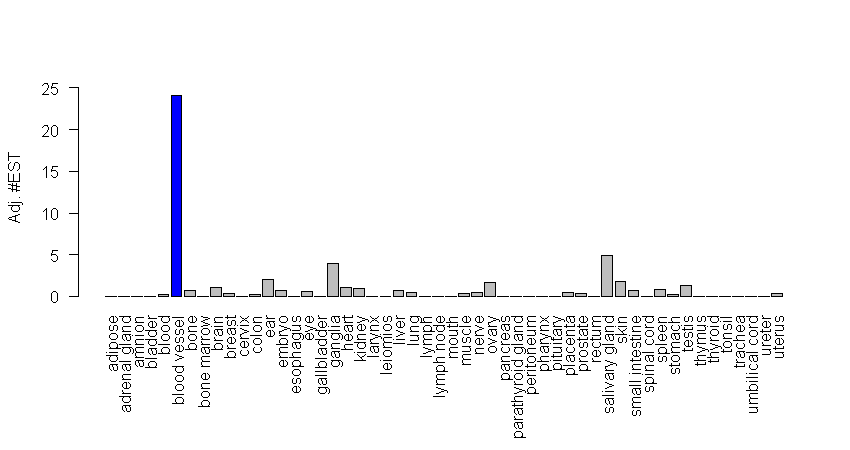 Adj. #EST
25
20
15
10
5
0
adipose
adrenal gland
amnion
bladder
blood
blood vessel
bone
bone marrow
brain
breast
cervix
colon
ear
embryo
esophagus
eye
gallbladder
ganglia
heart
kidney
larynx
leiomios
liver
lung
lymph
lymph node
mouth
muscle
nerve
ovary
pancreas
parathyroid gland
peritoneum
pharynx
pituitary
placenta
prostate
rectum
salivary gland
skin
small intestine
spinal cord
spleen
stomach
testis
thymus
thyroid
tonsil
trachea
umbilical cord
ureter
uterus